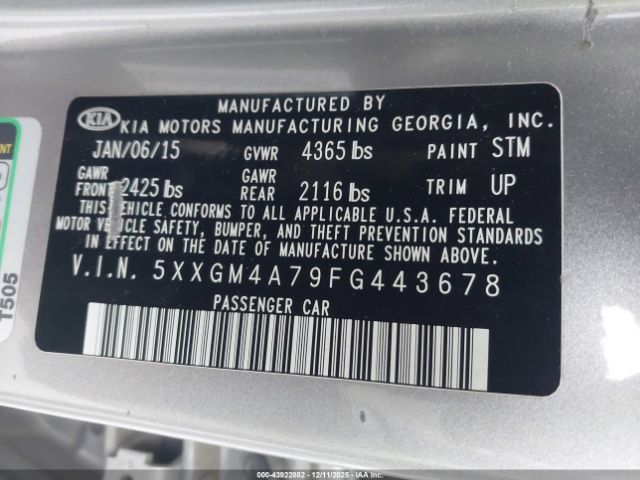 MANUFACTURED BY
KIA KIA MOTORS MANUFACTURING GEORGIA, INC.
JAN/06/15 GVWR 4365 lbs PAINT STM
GAWR FRONT 2425 lbs GAWR REAR 2116 lbs TRIM UP
THIS VEHICLE CONFORMS TO ALL APPLICABLE U.S.A. FEDERAL
MOTOR VEHICLE SAFETY, BUMPER, AND THEFT PREVENTION STANDARDS
IN EFFECT ON THE DATE OF MANUFACTURE SHOWN ABOVE.
V.I.N. 5XXGM4A79FG443678
PASSENGER CAR
T505
000-43922882 - 12/11/2025 - IAAI.COM